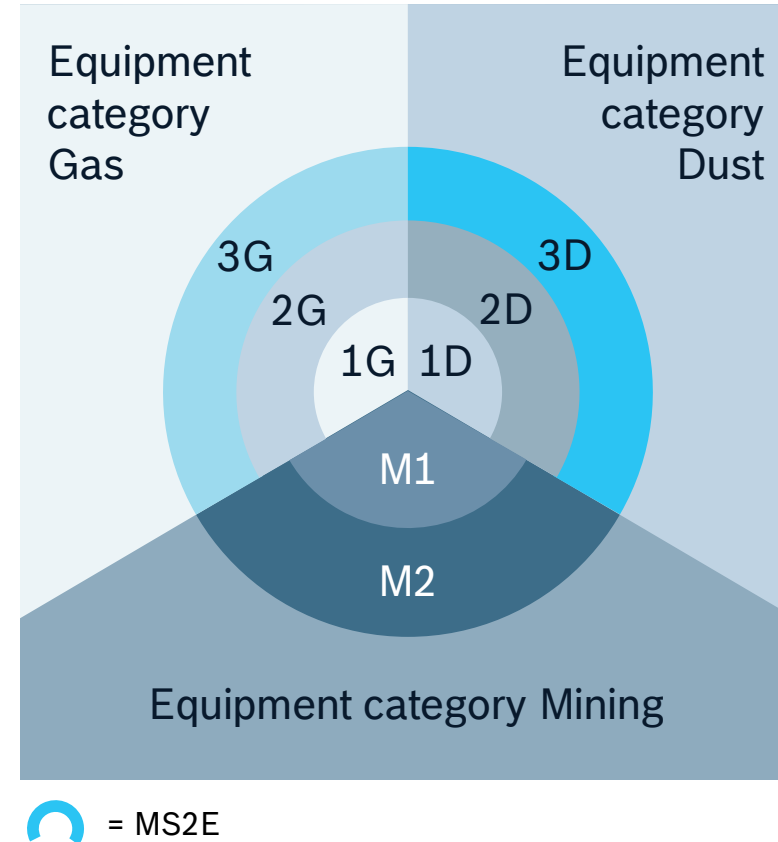 Equipment
category
Gas
Equipment
category
Dust
3G
3D
2G
2D
1G
1D
M1
M2
Equipment category Mining
= MS2E